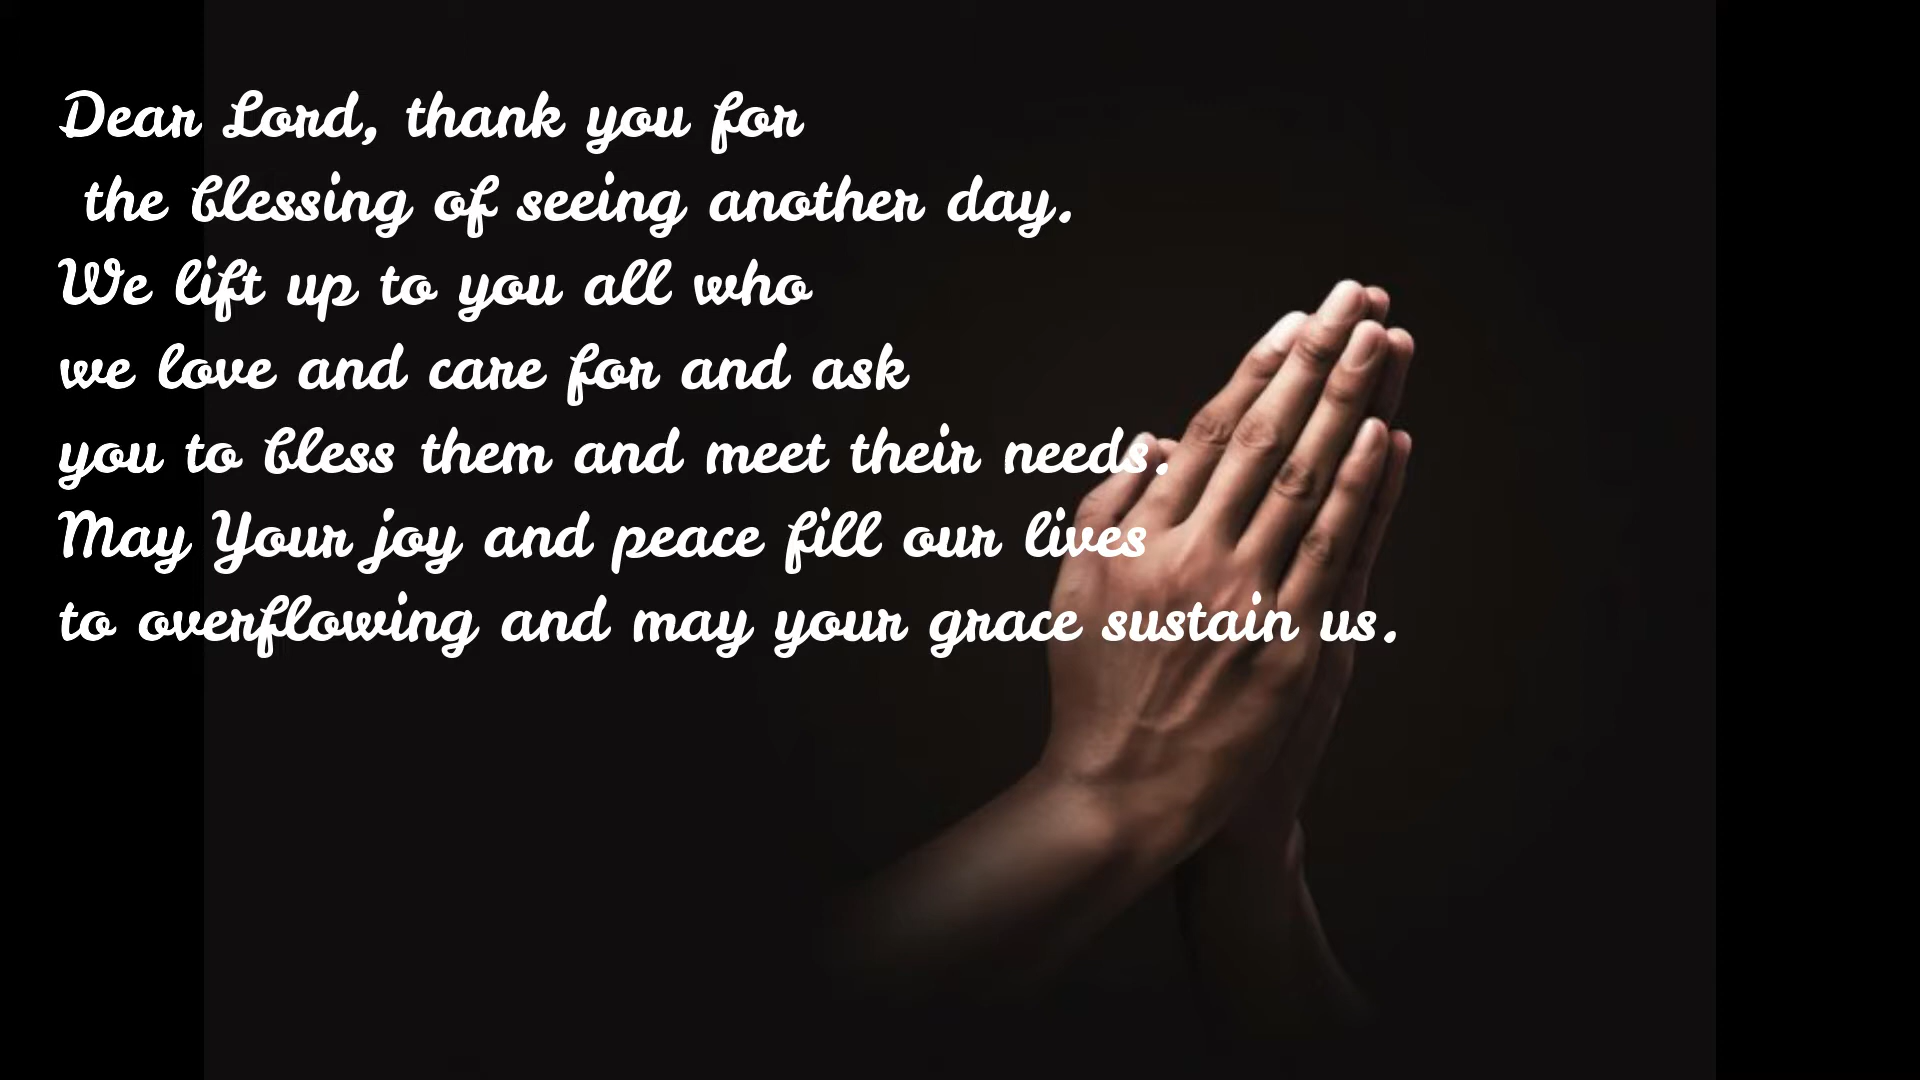 Dear Lord, thank you for
the blessing of seeing another day.
We lift up to you all who
we love and care for and ask
you to bless them and meet their needs.
May Your joy and peace fill our lives
to overflowing and may your grace sustain us.